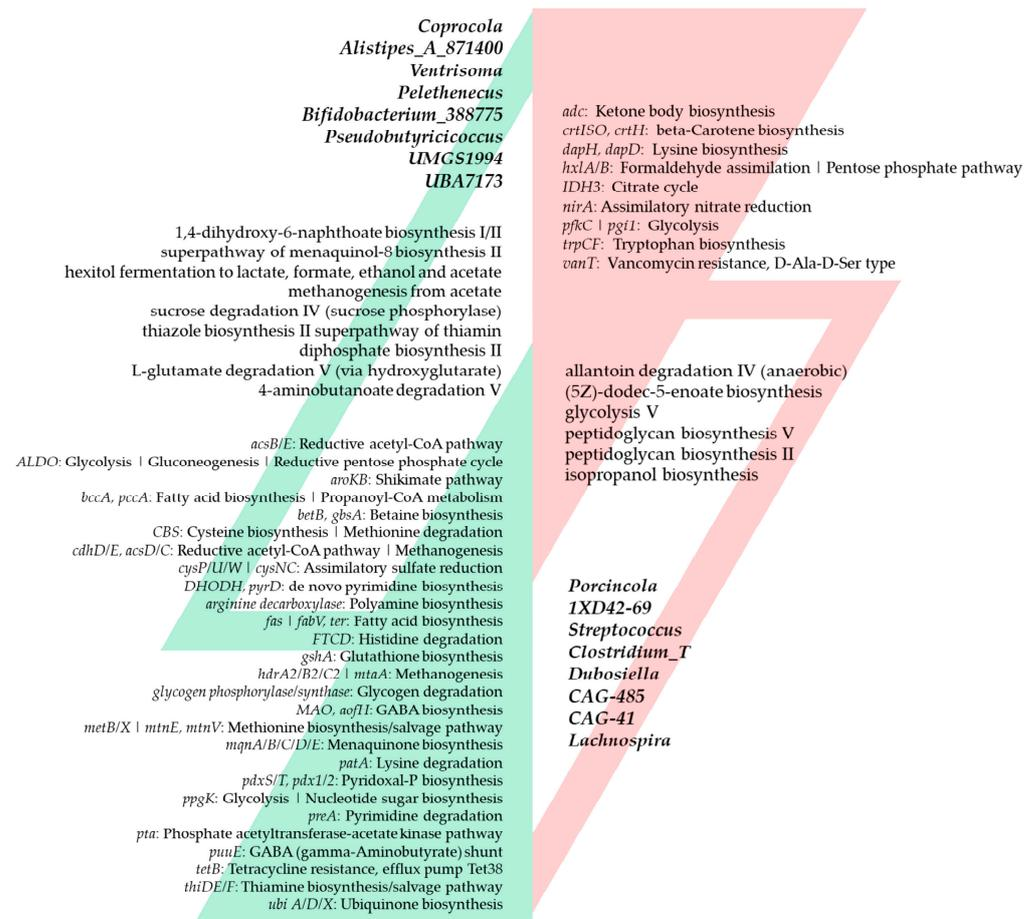 Coprocola
Alistipes_A_871400
Ventrisoma
Pelethenecus
Bifidobacterium_388775
Pseudobutyricicoccus
UMGS1994
UBA7173
1,4-dihydroxy-6-naphthoate biosynthesis I/II
superpathway of menaquinol-8 biosynthesis II
hexitol fermentation to lactate, formate, ethanol and acetate
methanogenesis from acetate
sucrose degradation IV (sucrose phosphorylase)
thiazole biosynthesis II superpathway of thiamin
diphosphate biosynthesis II
L-glutamate degradation V (via hydroxyglutarate)
4-aminobutanoate degradation V
acsB/E: Reductive acetyl-CoA pathway
ALDO: Glycolysis | Gluconeogenesis | Reductive pentose phosphate cycle
aroKB: Shikimate pathway
bccA, pccA: Fatty acid biosynthesis | Propanoyl-CoA metabolism
betB, gbsA: Betaine biosynthesis
CBS: Cysteine biosynthesis | Methionine degradation
cdhD/E, acsD/C: Reductive acetyl-CoA pathway | Methanogenesis
cysP/U/W | cysNC: Assimilatory sulfate reduction
DHODH, pyrD: de novo pyrimidine biosynthesis
arginine decarboxylase: Polyamine biosynthesis
fas | fabV, ter: Fatty acid biosynthesis
FTCD: Histidine degradation
gshA: Glutathione biosynthesis
hdrA2/B2/C2 | mtaA: Methanogenesis
glycogen phosphorylase/synthase: Glycogen degradation
MAO, aofH: GABA biosynthesis
metB/X | mtnE, mtnV: Methionine biosynthesis/salvage pathway
mqnA/B/C/D/E: Menaquinone biosynthesis
patA: Lysine degradation
pdxS/T, pdx1/2: Pyridoxal-P biosynthesis
ppgK: Glycolysis | Nucleotide sugar biosynthesis
preA: Pyrimidine degradation
pta: Phosphate acetyltransferase-acetate kinase pathway
puuE: GABA (gamma-Aminobutyrate) shunt
tetB: Tetracycline resistance, efflux pump Tet38
thiDE/F: Thiamine biosynthesis/salvage pathway
ubi A/D/X: Ubiquinone biosynthesis
adc: Ketone body biosynthesis
crtISO, crtH: beta-Carotene biosynthesis
dapH, dapD: Lysine biosynthesis
hxlA/B: Formaldehyde assimilation | Pentose phosphate pathway
IDH3: Citrate cycle
nirA: Assimilatory nitrate reduction
pfkC | pgi1: Glycolysis
trpCF: Tryptophan biosynthesis
vanT: Vancomycin resistance, D-Ala-D-Ser type
allantoin degradation IV (anaerobic)
(5Z)-dodec-5-enoate biosynthesis
glycolysis V
peptidoglycan biosynthesis V
peptidoglycan biosynthesis II
isopropanol biosynthesis
Porcincola
1XD42-69
Streptococcus
Clostridium_T
Dubosiella
CAG-485
CAG-41
Lachnospira